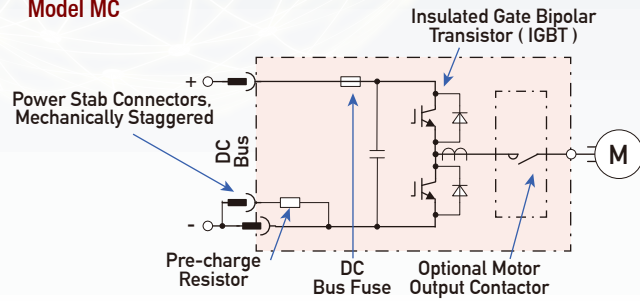 Model MC
Insulated Gate Bipolar
Transistor ( IGBT )
+
Power Stab Connectors,
Mechanically Staggered
DC
Bus
M
-
Pre-charge
Resistor
DC
Bus Fuse
Optional Motor
Output Contactor